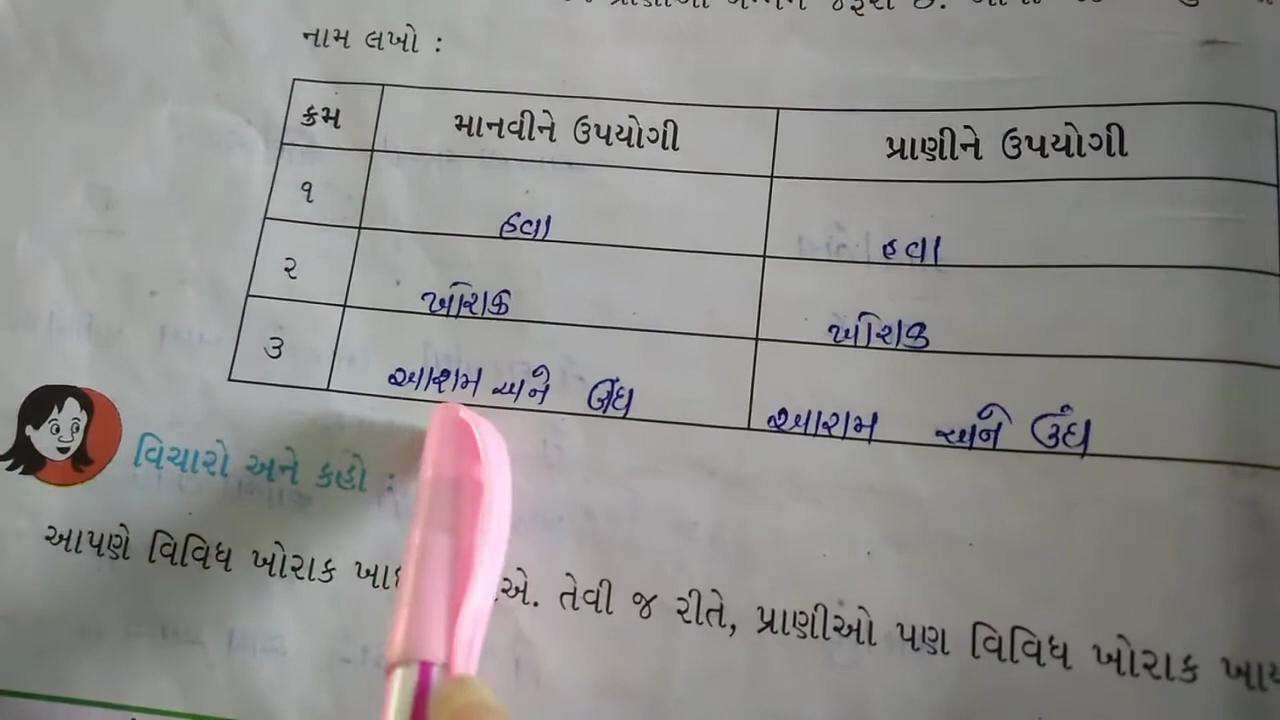 નામ લખો :
ક્રમ માનવીને ઉપયોગી પ્રાણીને ઉપયોગી
૧ હવા હવા
૨ ખોરાક ખોરાક
૩ આરામ અને ઊંઘ આરામ અને ઉંઘ
વિચારો અને કહો :
આપણે વિવિધ ખોરાક તેવી જ રીતે, પ્રાણીઓ પણ વિવિધ ખોરાક